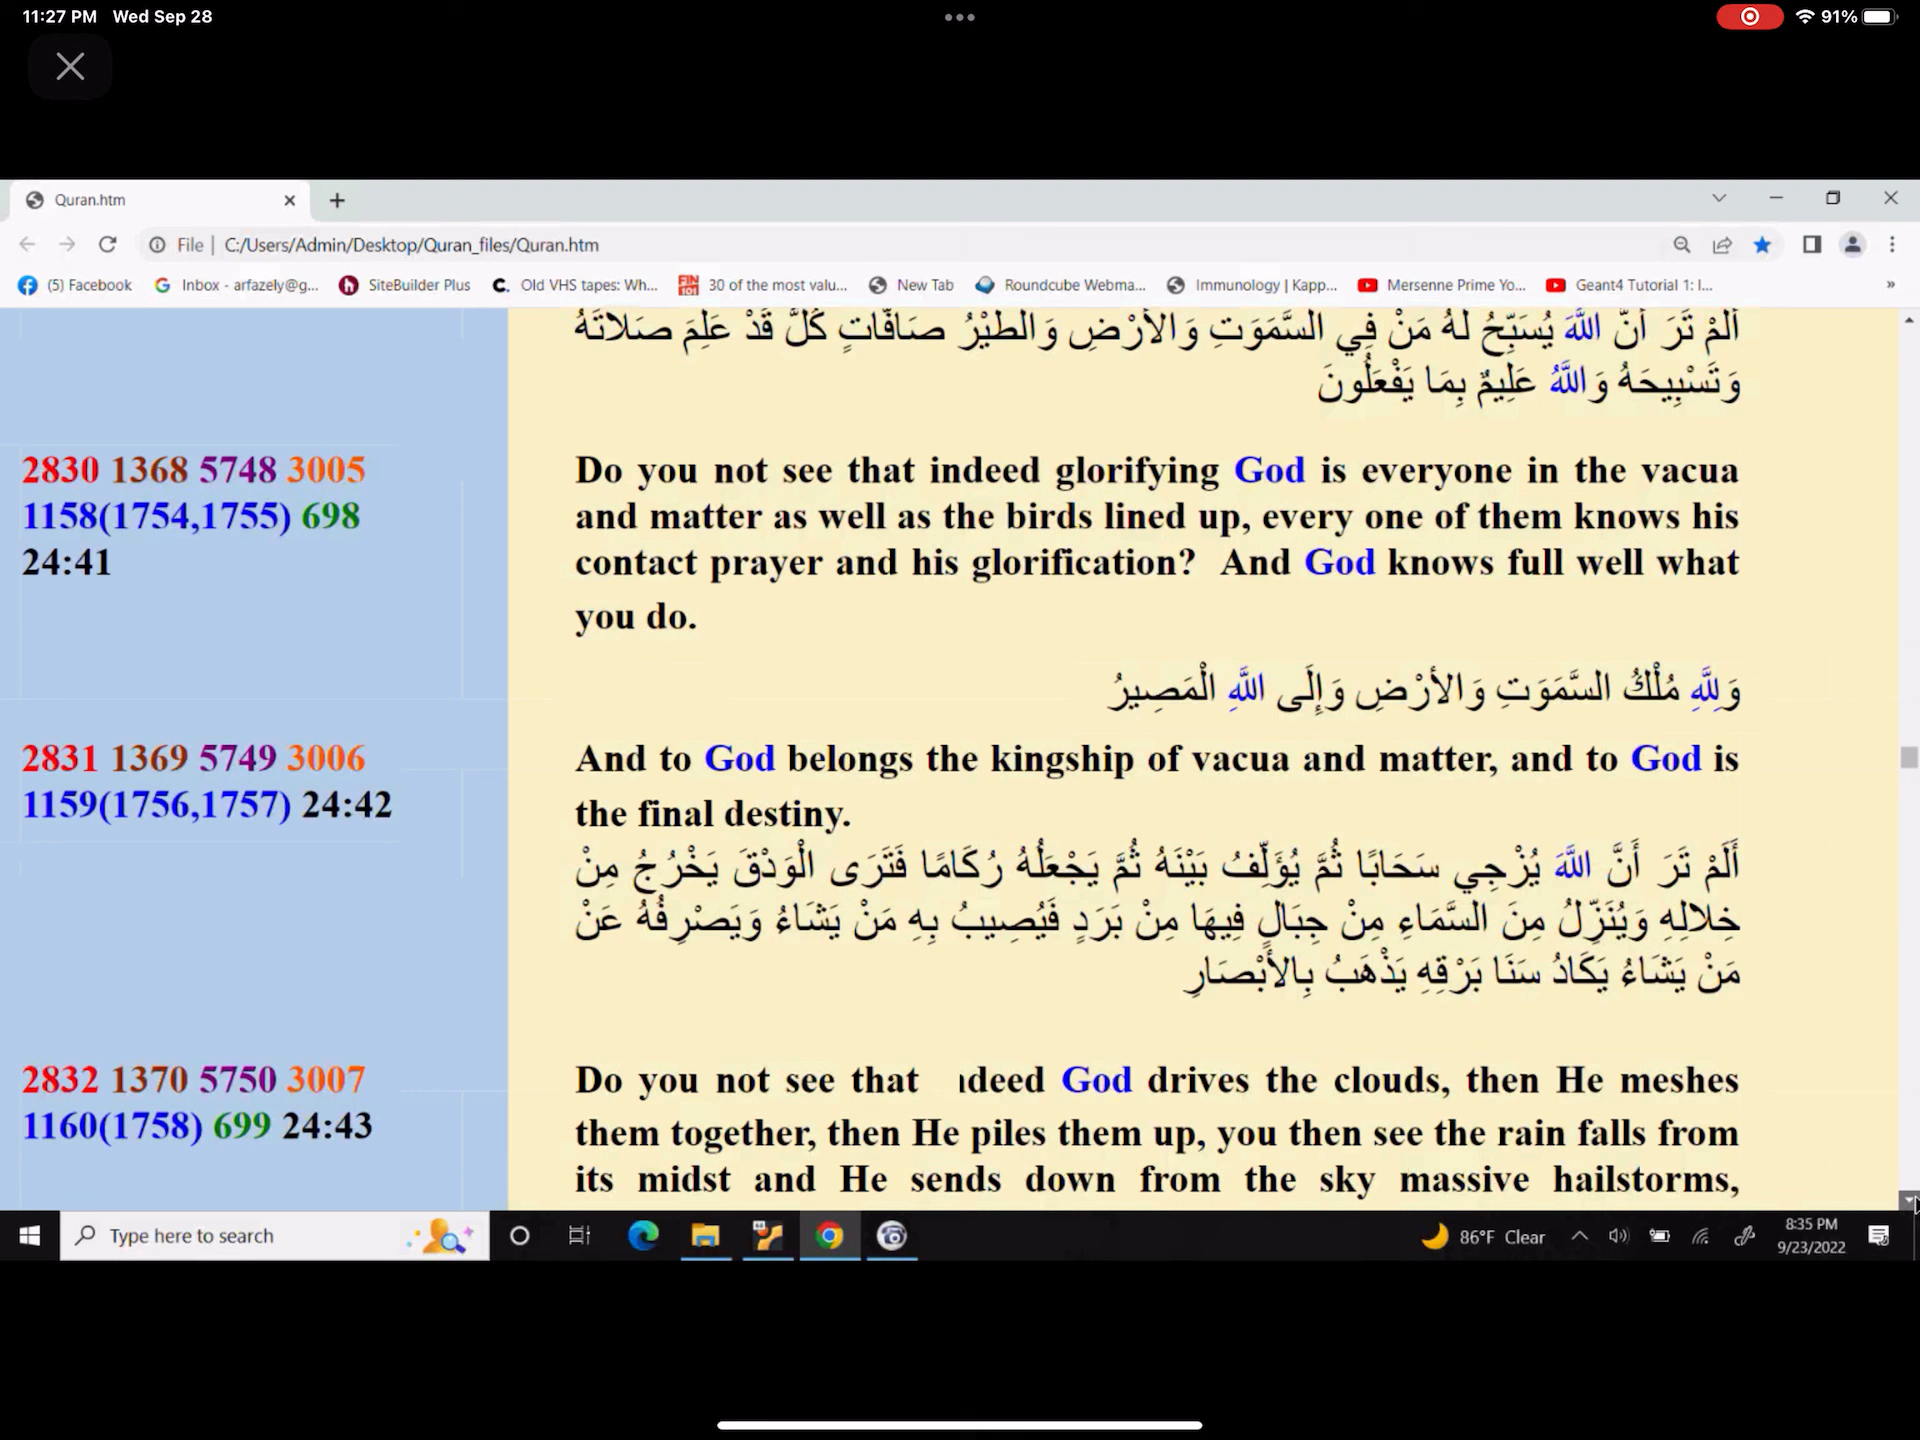 11:27 PM Wed Sep 28
91%
Quran.htm
File | C:/Users/Admin/Desktop/Quran_files/Quran.htm
(5) Facebook
Inbox - arfazely@g...
SiteBuilder Plus
Old VHS tapes: Wh...
FIN 101
30 of the most valu...
New Tab
Roundcube Webma...
Immunology | Kapp...
Mersenne Prime Yo...
Geant4 Tutorial 1: I...
أَلَمْ تَرَ أَنَّ اللَّهَ يُسَبِّحُ لَهُ مَنْ فِي السَّمَوَتِ وَالأَرْضِ وَالطَّيْرُ صَافَّاتٍ كُلٌّ قَدْ عَلِمَ صَلاتَهُ
وَتَسْبِيحَهُ وَاللَّهُ عَلِيمٌ بِمَا يَفْعَلُونَ
2830 1368 5748 3005
1158(1754,1755) 698
24:41
Do you not see that indeed glorifying God is everyone in the vacua
and matter as well as the birds lined up, every one of them knows his
contact prayer and his glorification? And God knows full well what
you do.
وَلِلَّهِ مُلْكُ السَّمَوَتِ وَالأَرْضِ وَإِلَى اللَّهِ الْمَصِيرُ
2831 1369 5749 3006
1159(1756,1757) 24:42
And to God belongs the kingship of vacua and matter, and to God is
the final destiny.
أَلَمْ تَرَ أَنَّ اللَّهَ يُزْجِي سَحَابًا ثُمَّ يُؤَلِّفُ بَيْنَهُ ثُمَّ يَجْعَلُهُ رُكَامًا فَتَرَى الْوَدْقَ يَخْرُجُ مِنْ
خِلالِهِ وَيُنَزِّلُ مِنَ السَّمَاءِ مِنْ جِبَالٍ فِيهَا مِنْ بَرَدٍ فَيُصِيبُ بِهِ مَنْ يَشَاءُ وَيَصْرِفُهُ عَنْ
مَنْ يَشَاءُ يَكَادُ سَنَا بَرْقِهِ يَذْهَبُ بِالأَبْصَارِ
2832 1370 5750 3007
1160(1758) 699 24:43
Do you not see that ndeed God drives the clouds, then He meshes
them together, then He piles them up, you then see the rain falls from
its midst and He sends down from the sky massive hailstorms,
Type here to search
86°F Clear
8:35 PM
9/23/2022